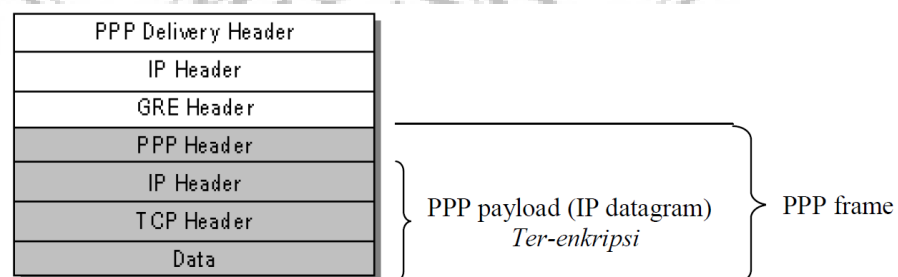 PPP Delivery Header
IP Header
GRE Header
PPP Header
IP Header
TCP Header
Data
PPP payload (IP datagram)
Ter-enkripsi
PPP frame